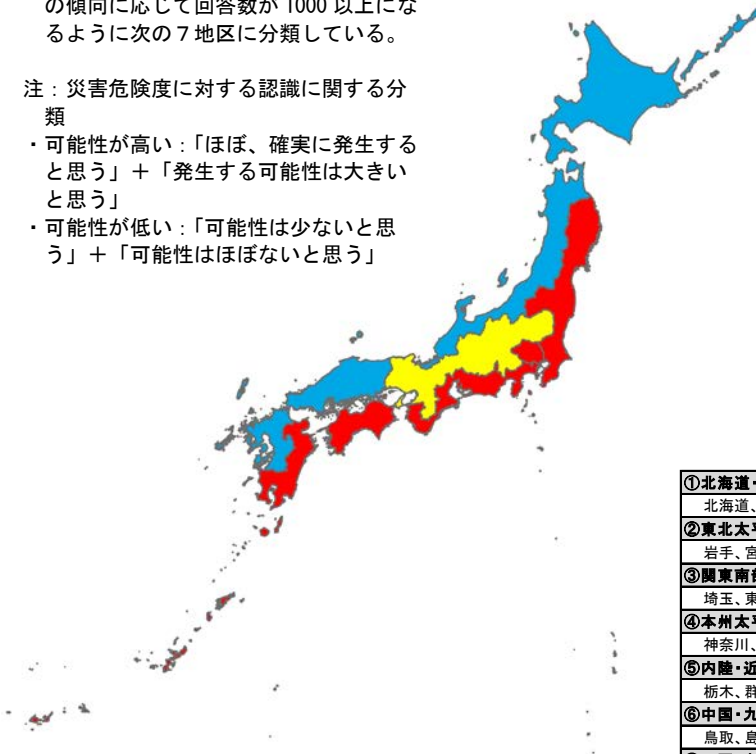 の傾向に応じて回答数が 1000 以上にな
るように次の７地区に分類している。
注：災害危険度に対する認識に関する分
類
・可能性が高い：「ほぼ、確実に発生する
と思う」＋「発生する可能性は大きい
と思う」
・可能性が低い：「可能性は少ないと思
う」＋「可能性はほぼないと思う」
①北海道・
北海道、
②東北太平
岩手、宮
③関東南部
埼玉、東
④本州太平
神奈川、
⑤内陸・近
栃木、群
⑥中国・九
鳥取、島